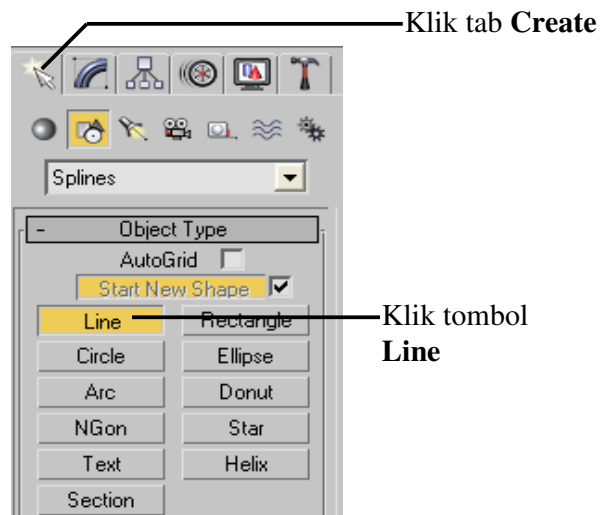 Klik tab Create
Splines
- Object Type
AutoGrid
Start New Shape
Line Rectangle
Klik tombol
Line
Circle Ellipse
Arc Donut
NGon Star
Text Helix
Section